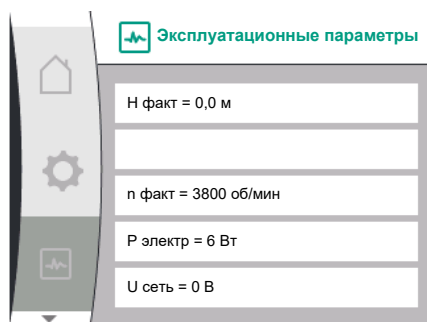 Эксплуатационные параметры
H факт = 0,0 м
n факт = 3800 об/мин
P электр = 6 Вт
U сеть = 0 В